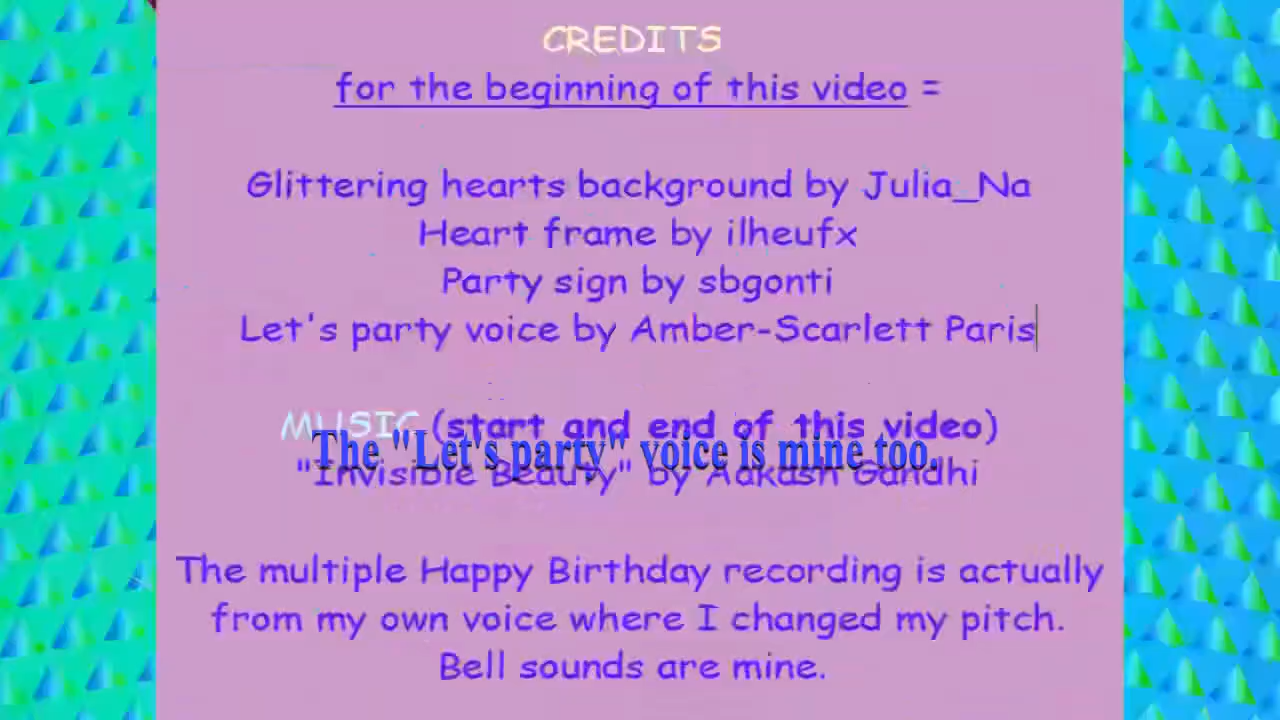 CREDITS
for the beginning of this video =
Glittering hearts background by Julia_Na
Heart frame by ilheufx
Party sign by sbgonti
Let's party voice by Amber-Scarlett Paris
MUSIC (start and end of this video)
The "Let's party" voice is mine too.
"Invisible Beauty" by Aakash Gandhi
The multiple Happy Birthday recording is actually
from my own voice where I changed my pitch.
Bell sounds are mine.